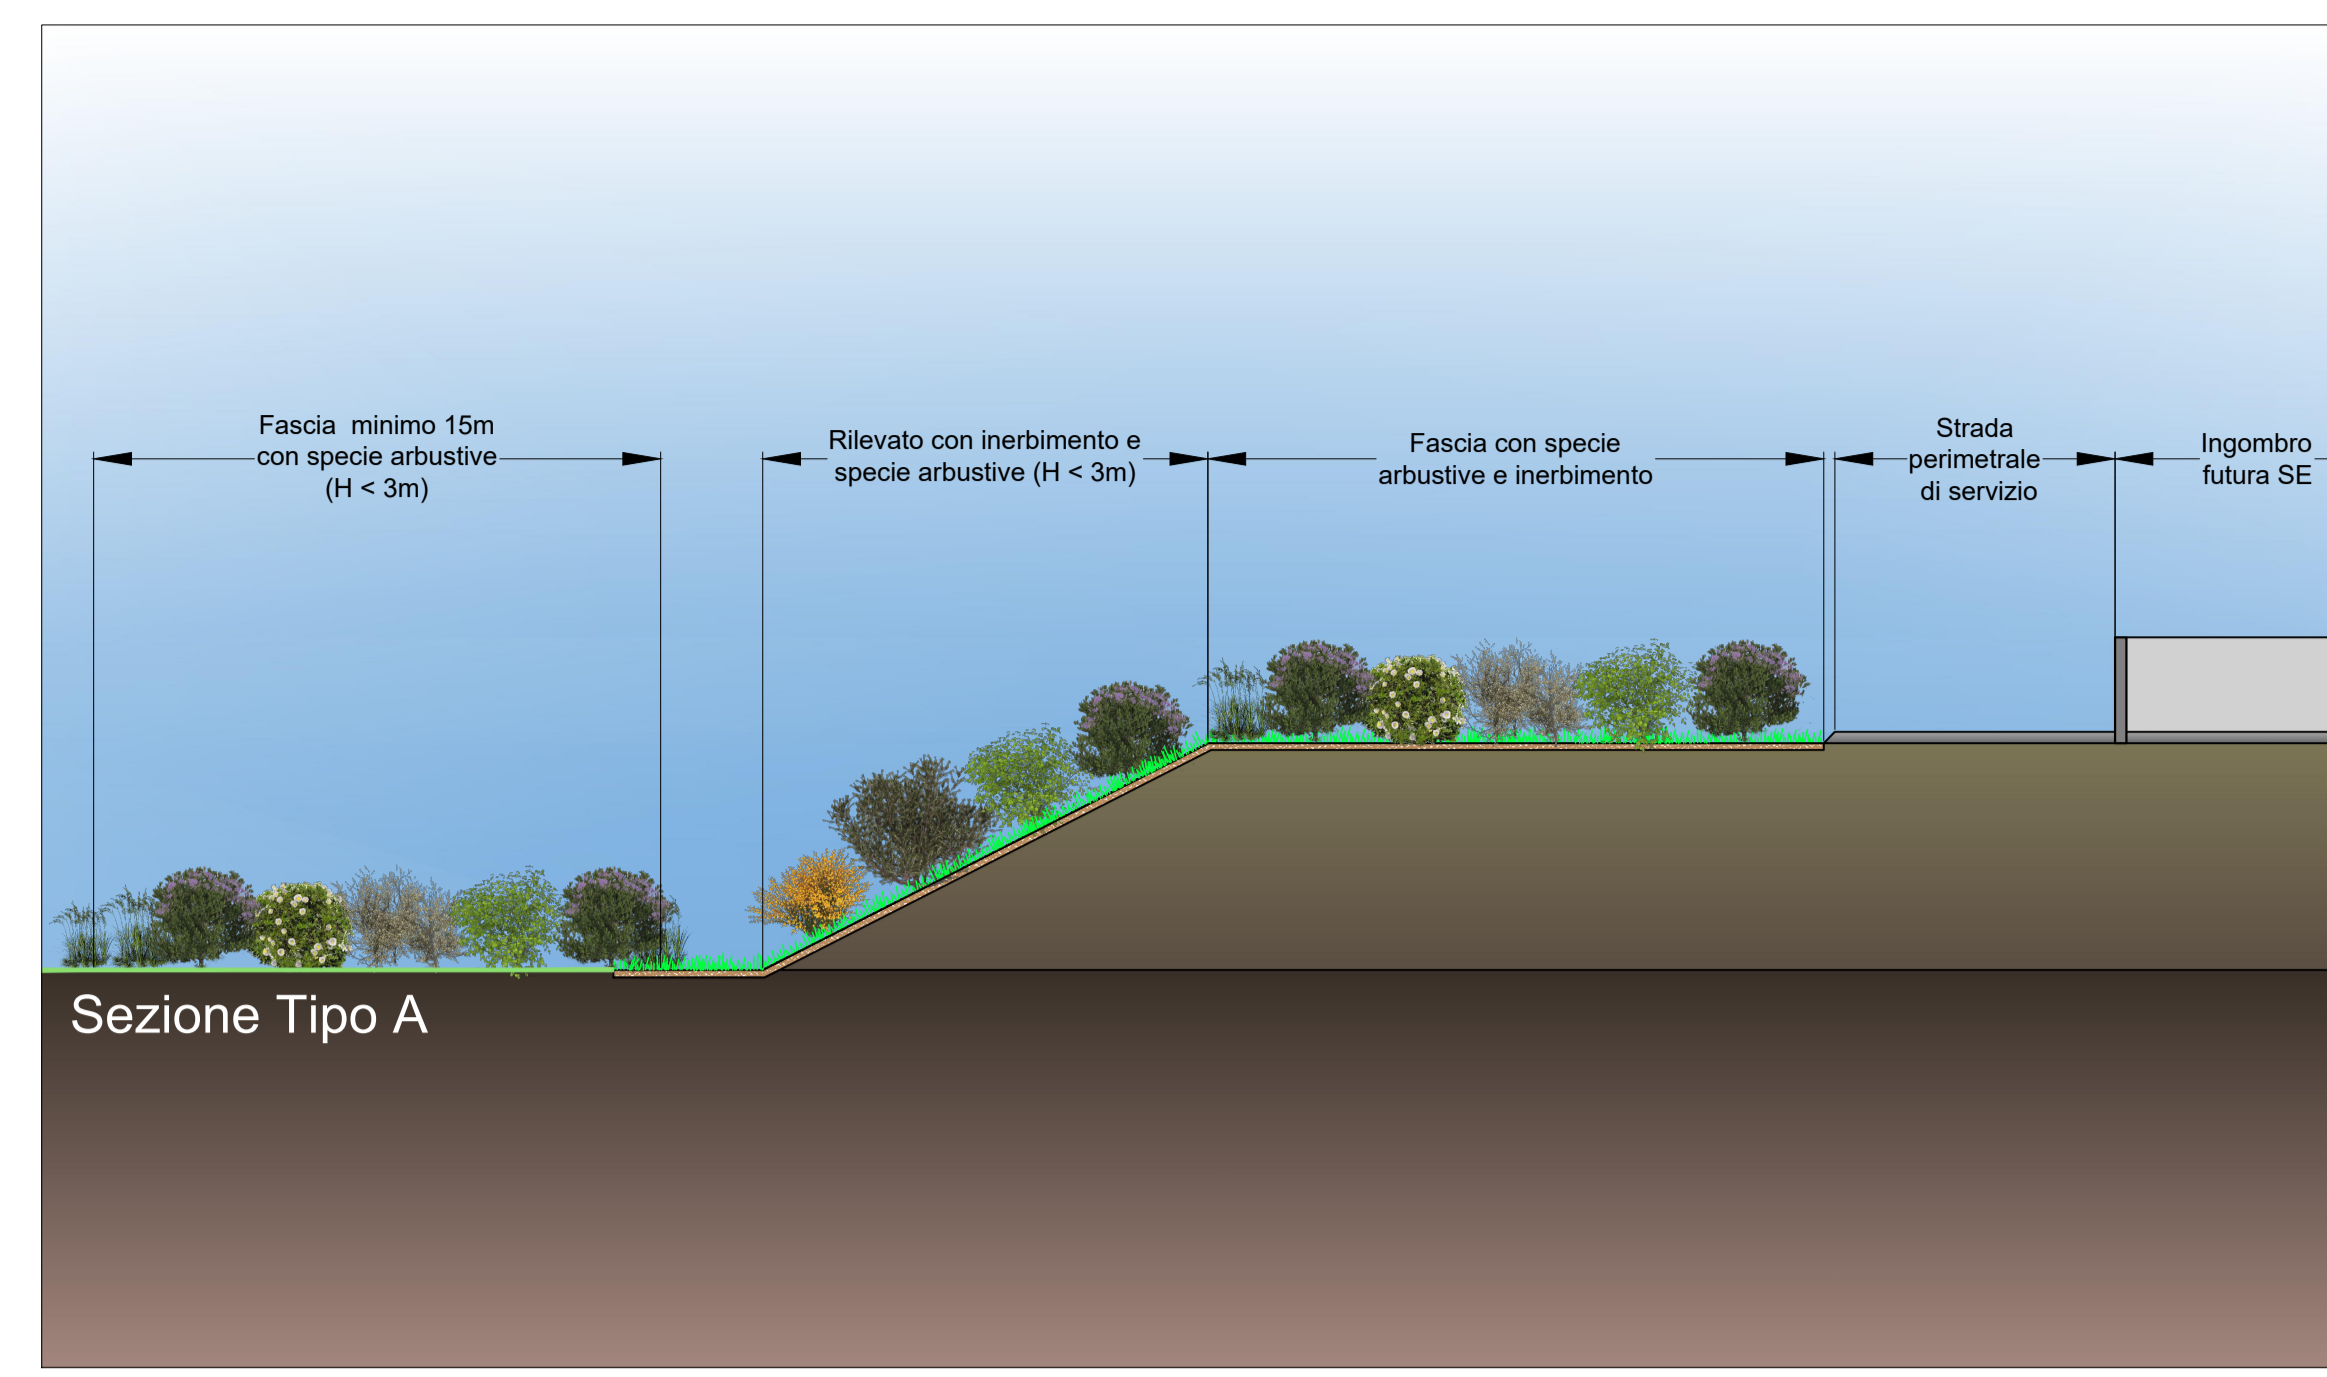 Fascia  minimo 15m
con specie arbustive
(H < 3m)
Rilevato con inerbimento e
specie arbustive (H < 3m)
Fascia con specie
arbustive e inerbimento
Strada
perimetrale
di servizio
Ingombro
futura SE
Sezione Tipo A